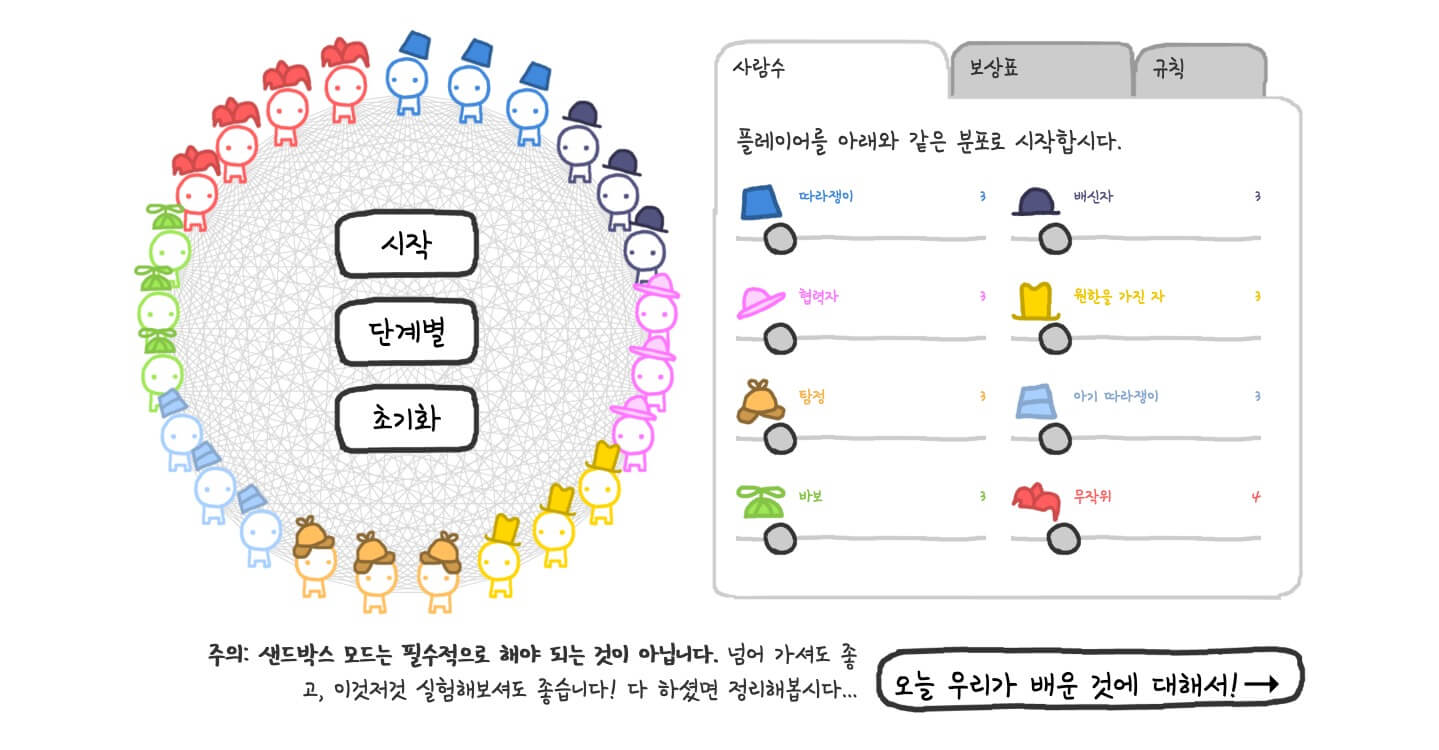 시작
단계별
초기화
사람수
보상표
규칙
플레이어를 아래와 같은 분포로 시작합시다.
따라쟁이 3
배신자 3
협력자 3
원한을 가진 자 3
탐정 3
아기 따라쟁이 3
바보 3
무작위 4
주의: 샌드박스 모드는 필수적으로 해야 되는 것이 아닙니다. 넘어 가셔도 좋
고, 이것저것 실험해보셔도 좋습니다! 다 하셨면 정리해봅시다...
오늘 우리가 배운 것에 대해서!→